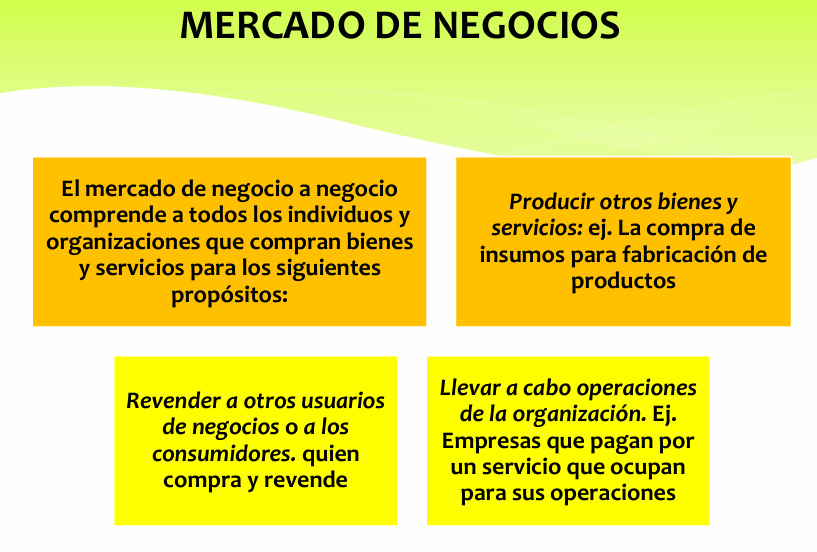 MERCADO DE NEGOCIOS
El mercado de negocio a negocio
comprende a todos los individuos y
organizaciones que compran bienes
y servicios para los siguientes
propósitos:
Producir otros bienes y
servicios: ej. La compra de
insumos para fabricación de
productos
Revender a otros usuarios
de negocios o a los
consumidores. quien
compra y revende
Llevar a cabo operaciones
de la organización. Ej.
Empresas que pagan por
un servicio que ocupan
para sus operaciones